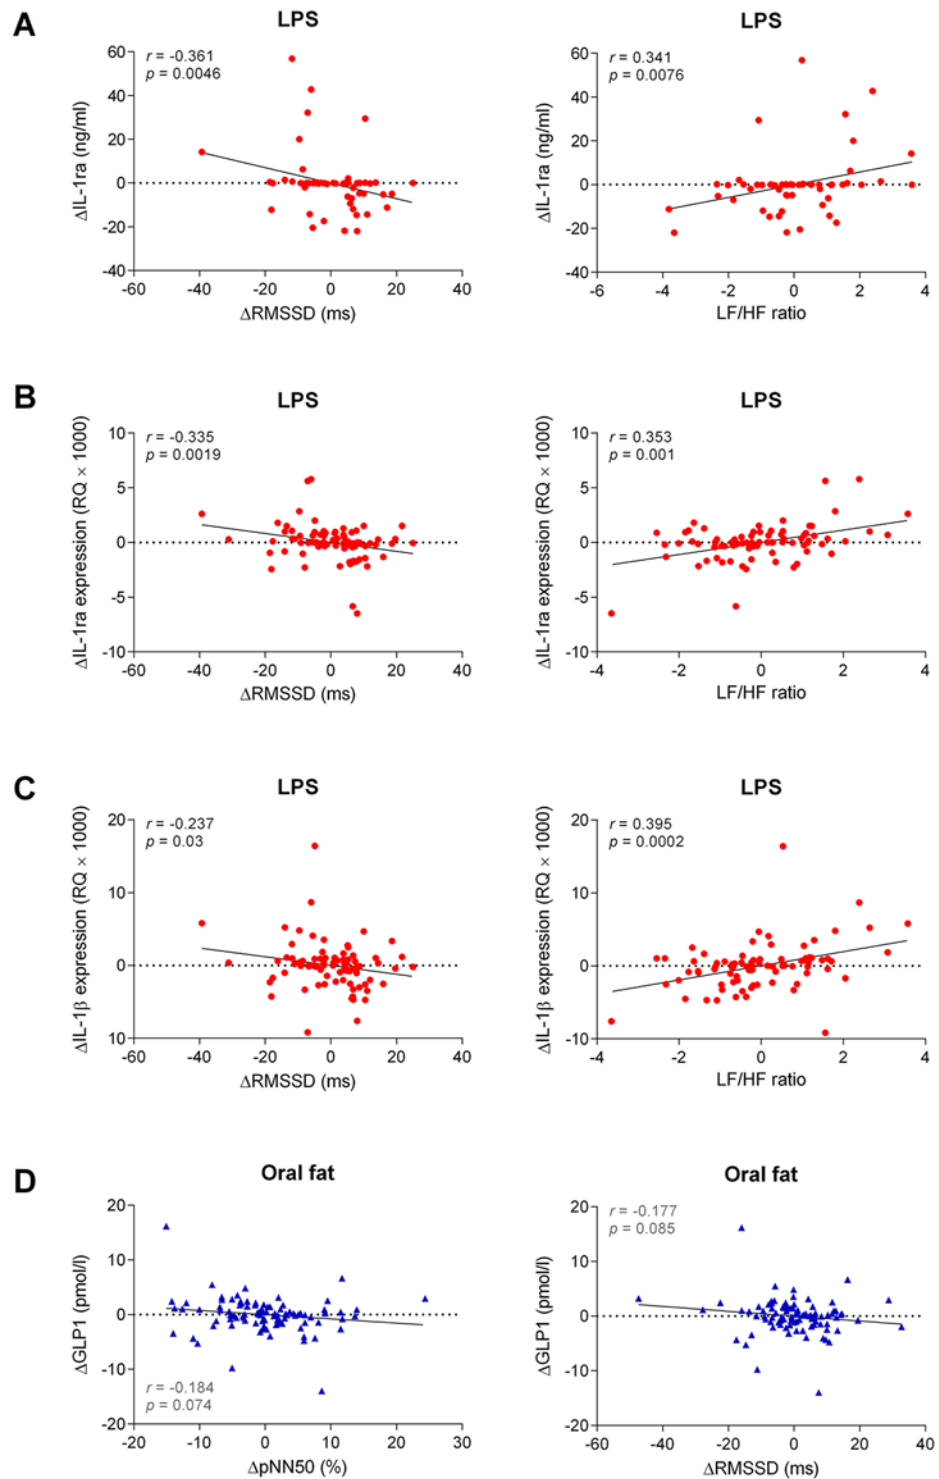 A
LPS
r = -0.361
p = 0.0046
ΔIL-1ra (ng/ml)
60
40
20
0
-20
-40
-60
-40
-20
0
20
40
ΔRMSSD (ms)
LPS
r = 0.341
p = 0.0076
ΔIL-1ra (ng/ml)
60
40
20
0
-20
-40
-6
-4
-2
0
2
4
LF/HF ratio
B
LPS
r = -0.335
p = 0.0019
ΔIL-1ra expression (RQ × 1000)
10
5
0
-5
-10
-60
-40
-20
0
20
40
ΔRMSSD (ms)
LPS
r = 0.353
p = 0.001
ΔIL-1ra expression (RQ × 1000)
10
5
0
-5
-10
-4
-2
0
2
4
LF/HF ratio
C
LPS
r = -0.237
p = 0.03
ΔIL-1β expression (RQ × 1000)
20
10
0
10
-60
-40
-20
0
20
40
ΔRMSSD (ms)
LPS
r = 0.395
p = 0.0002
ΔIL-1β expression (RQ × 1000)
20
10
0
-10
-4
-2
0
2
4
LF/HF ratio
D
Oral fat
ΔGLP1 (pmol/l)
20
10
0
-10
-20
r = -0.184
p = 0.074
-20
-10
0
10
20
30
ΔpNN50 (%)
Oral fat
r = -0.177
p = 0.085
ΔGLP1 (pmol/l)
20
10
0
-10
-20
-60
-40
-20
0
20
40
ΔRMSSD (ms)